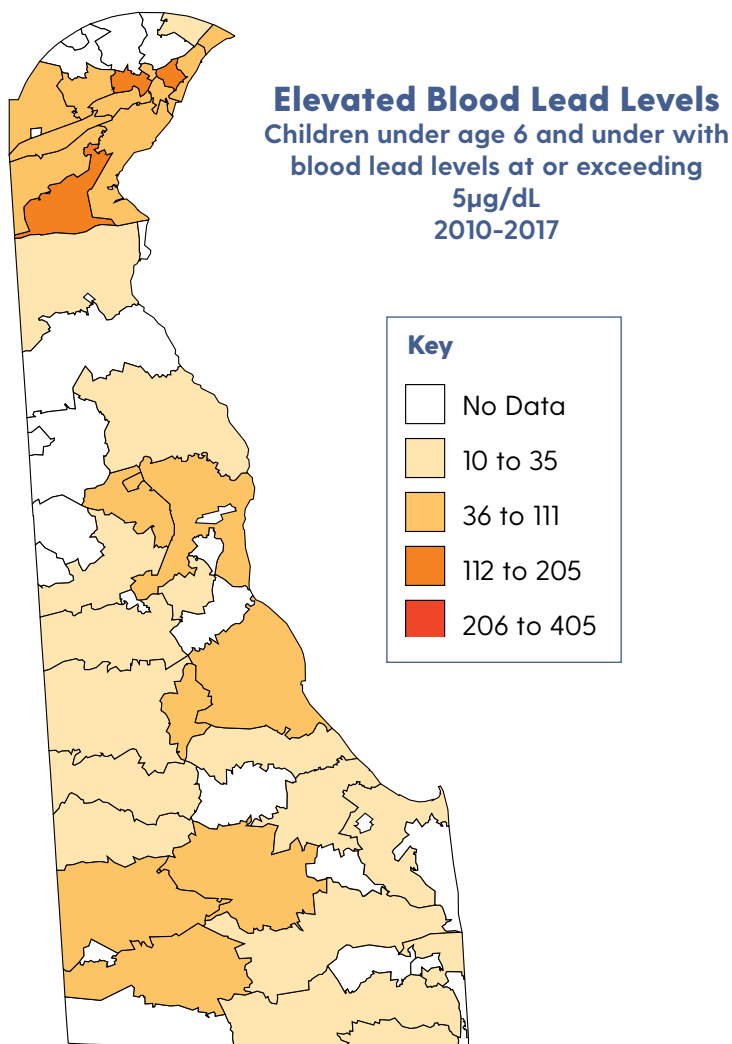 Elevated Blood Lead Levels
Children under age 6 and under with
blood lead levels at or exceeding
5µg/dL
2010-2017
Key
No Data
10 to 35
36 to 111
112 to 205
206 to 405